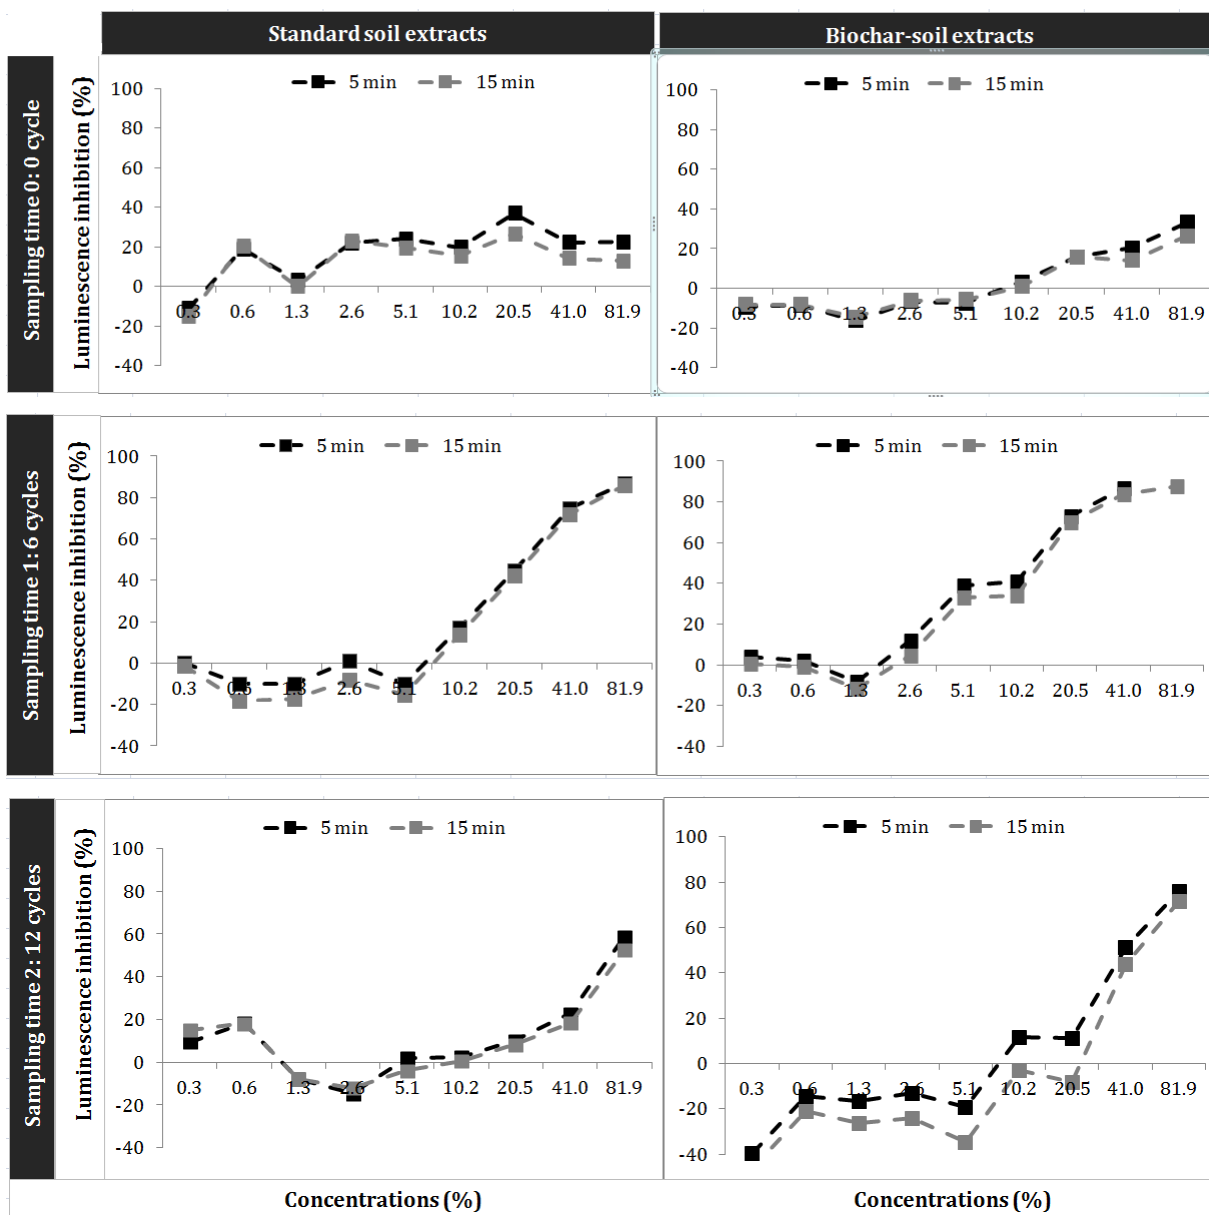 Standard soil extracts
Biochar-soil extracts
Sampling time 0: 0 cycle
Luminescence inhibition (%)
5 min 15 min
100
80
60
40
20
0
-20
-40
0.3 0.6 1.3 2.6 5.1 10.2 20.5 41.0 81.9
5 min 15 min
100
80
60
40
20
0
-20
-40
0.3 0.6 1.3 2.6 5.1 10.2 20.5 41.0 81.9
Sampling time 1: 6 cycles
Luminescence inhibition (%)
5 min 15 min
100
80
60
40
20
0
-20
-40
0.3 0.6 1.3 2.6 5.1 10.2 20.5 41.0 81.9
5 min 15 min
100
80
60
40
20
0
-20
-40
0.3 0.6 1.3 2.6 5.1 10.2 20.5 41.0 81.9
Sampling time 2: 12 cycles
Luminescence inhibition (%)
5 min 15 min
100
80
60
40
20
0
-20
-40
0.3 0.6 1.3 2.6 5.1 10.2 20.5 41.0 81.9
5 min 15 min
100
80
60
40
20
0
-20
-40
0.3 0.6 1.3 2.6 5.1 10.2 20.5 41.0 81.9
Concentrations (%)
Concentrations (%)